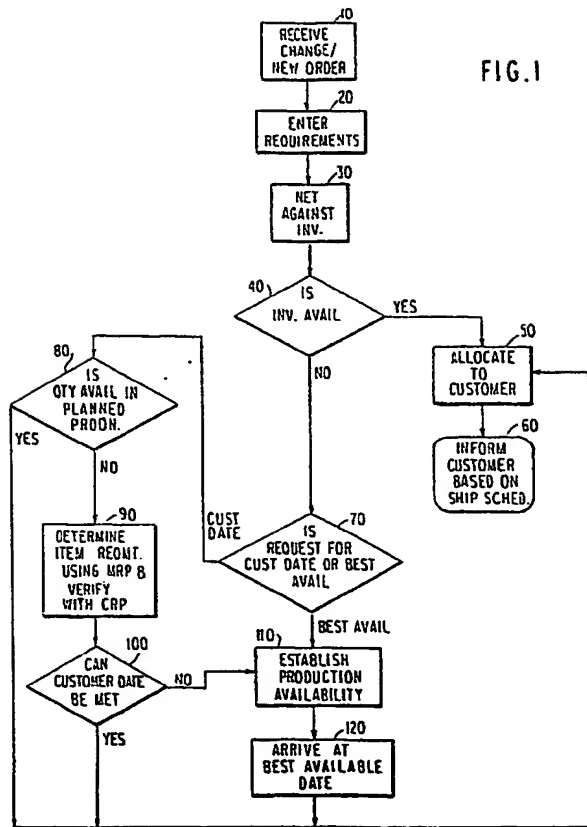 FIG.1
10
RECEIVE
CHANGE/
NEW ORDER
20
ENTER
REQUIREMENTS
30
NET
AGAINST
INV.
40
IS
INV. AVAIL
YES
NO
50
ALLOCATE
TO
CUSTOMER
60
INFORM
CUSTOMER
BASED ON
SHIP SCHED.
70
IS
REQUEST FOR
CUST DATE OR BEST
AVAIL
CUST
DATE
BEST AVAIL
80
IS
QTY AVAIL IN
PLANNED
PRODN.
YES
NO
90
DETERMINE
ITEM REQMT.
USING MRP &
VERIFY
WITH CRP
100
CAN
CUSTOMER DATE
BE MET
NO
YES
110
ESTABLISH
PRODUCTION
AVAILABILITY
120
ARRIVE AT
BEST AVAILABLE
DATE